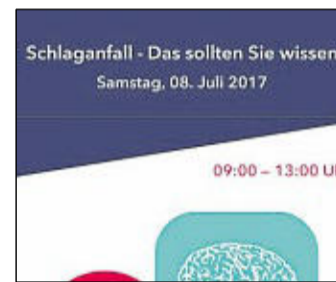 Schlaganfall - Das sollten Sie wissen
Samstag, 08. Juli 2017
09:00 – 13:00 U